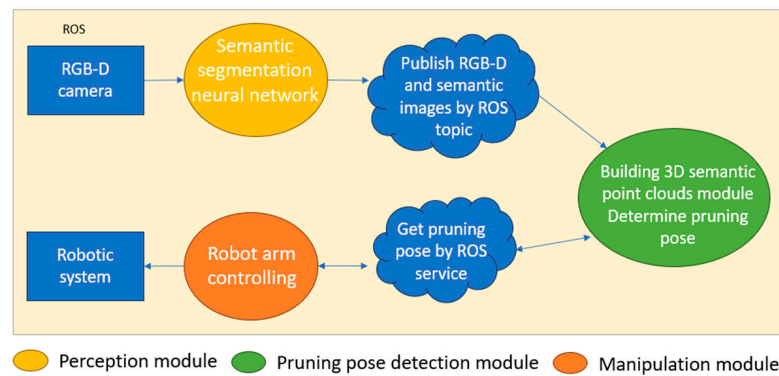 ROS
RGB-D
camera
Semantic
segmentation
neural network
Publish RGB-D
and semantic
images by ROS
topic
Building 3D semantic
point clouds module
Determine pruning
pose
Robotic
system
Robot arm
controlling
Get pruning
pose by ROS
service
Perception module
Pruning pose detection module
Manipulation module